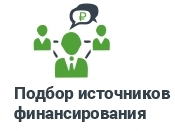 ₽
Подбор источников
финансирования